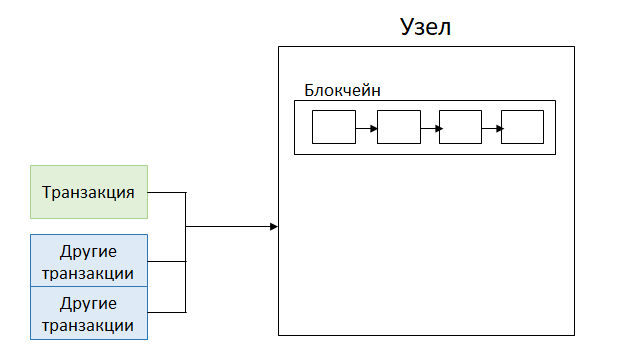 Узел
Блокчейн
Транзакция
Другие
транзакции
Другие
транзакции